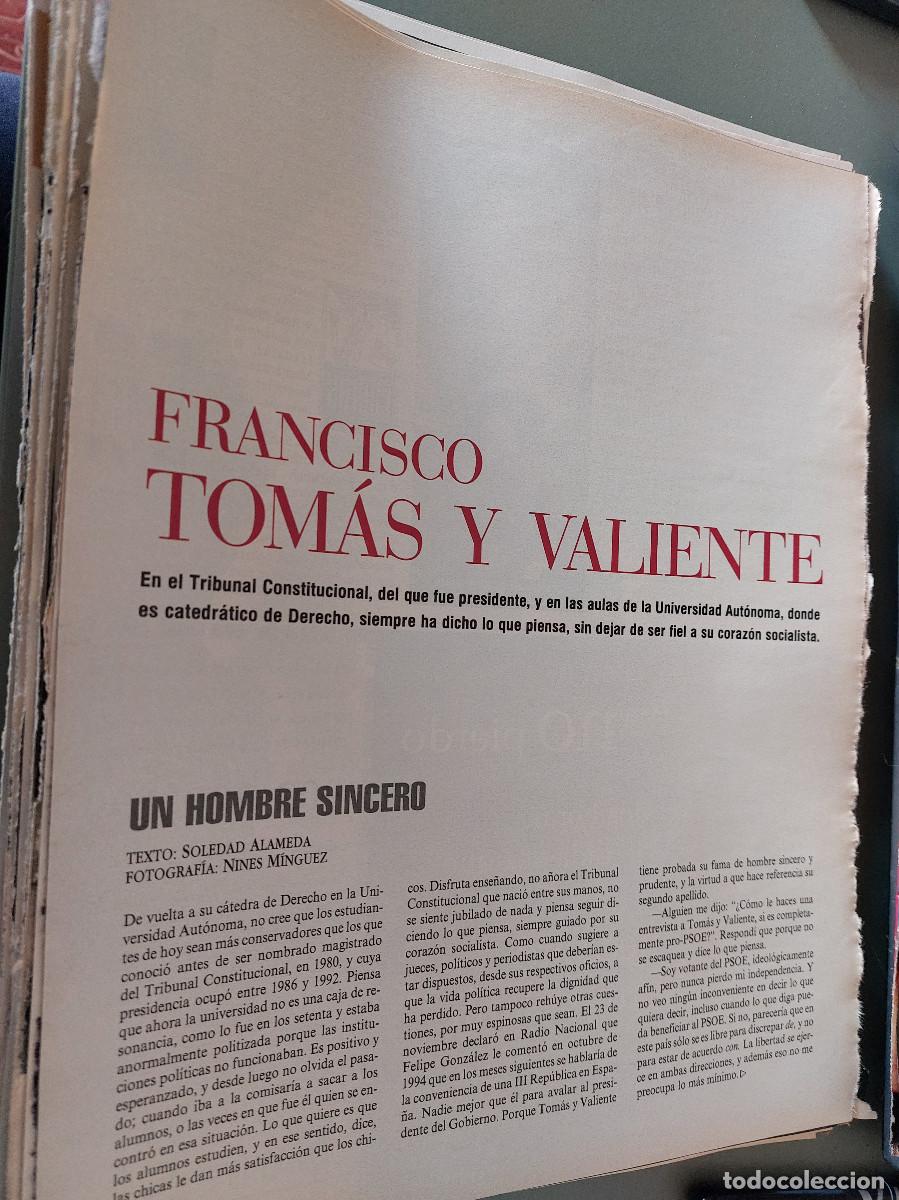 FRANCISCO
TOMÁS Y VALIENTE
En el Tribunal Constitucional, del que fue presidente, y en las aulas de la Universidad Autónoma, donde
es catedrático de Derecho, siempre ha dicho lo que piensa, sin dejar de ser fiel a su corazón socialista.
UN HOMBRE SINCERO
TEXTO: SOLEDAD ALAMEDA
FOTOGRAFÍA: NINES MÍNGUEZ
De vuelta a su cátedra de Derecho en la Uni-
versidad Autónoma, no cree que los estudian-
tes de hoy sean más conservadores que los que
conoció antes de ser nombrado magistrado
del Tribunal Constitucional, en 1980, y cuya
presidencia ocupó entre 1986 y 1992. Piensa
que ahora la universidad no es una caja de re-
sonancia, como lo fue en los setenta y estaba
anormalmente politizada porque las institu-
ciones políticas no funcionaban. Es positivo y
esperanzado, y desde luego no olvida el pasa-
do; cuando iba a la comisaría a sacar a los
alumnos, o las veces en que fue él quien se en-
contró en esa situación. Lo que quiere es que
los alumnos estudien, y en ese sentido, dice,
las chicas le dan más satisfacción que los chi-
cos. Disfruta enseñando, no añora el Tribunal
Constitucional que nació entre sus manos, no
se siente jubilado de nada y piensa seguir di-
ciendo lo que piensa, siempre guiado por su
corazón socialista. Como cuando sugiere a
jueces, políticos y periodistas que deberían es-
tar dispuestos, desde sus respectivos oficios, a
que la vida política recupere la dignidad que
ha perdido. Pero tampoco rehúye otras cues-
tiones, por muy espinosas que sean. El 23 de
noviembre declaró en Radio Nacional que
Felipe González le comentó en octubre de
1994 que en los meses siguientes se hablaría de
la conveniencia de una III República en Espa-
ña. Nadie mejor que él para avalar al presi-
dente del Gobierno. Porque Tomás y Valiente
tiene probada su fama de hombre sincero y
prudente, y la virtud a que hace referencia su
segundo apellido.
—Alguien me dijo: "¿Cómo le haces una
entrevista a Tomás y Valiente, si es completa-
mente pro-PSOE?". Respondí que porque no
se escaquea y dice lo que piensa.
—Soy votante del PSOE, ideológicamente
afín, pero nunca pierdo mi independencia. Y
no veo ningún inconveniente en decir lo que
quiera decir, incluso cuando lo que diga pue-
da beneficiar al PSOE. Si no, parecería que en
este país sólo se es libre para discrepar de, y no
para estar de acuerdo con. La libertad se ejer-
ce en ambas direcciones, y además eso no me
preocupa lo más mínimo. ▷
todocoleccion